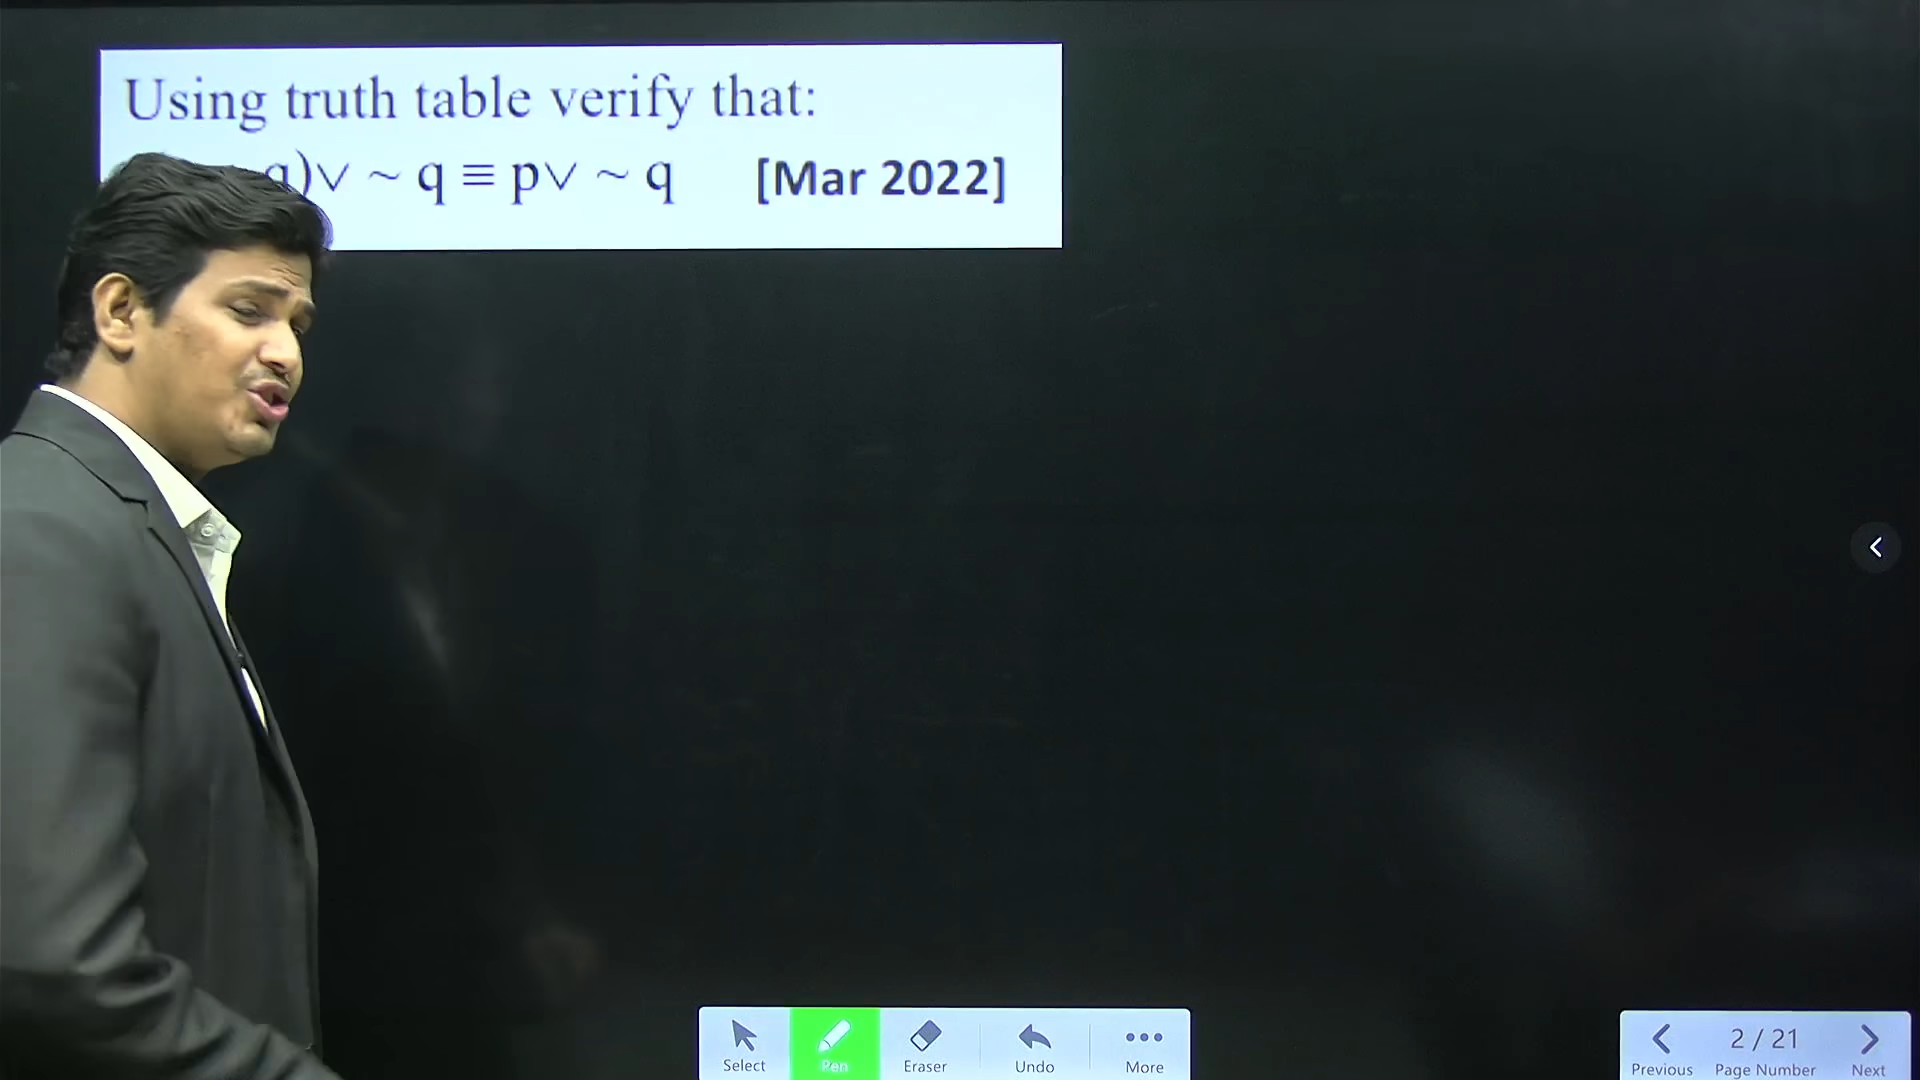 Using truth table verify that:
q)∨ ~ q ≡ p∨ ~ q [Mar 2022]
Select Pen Eraser Undo More
2 / 21
Previous Page Number Next